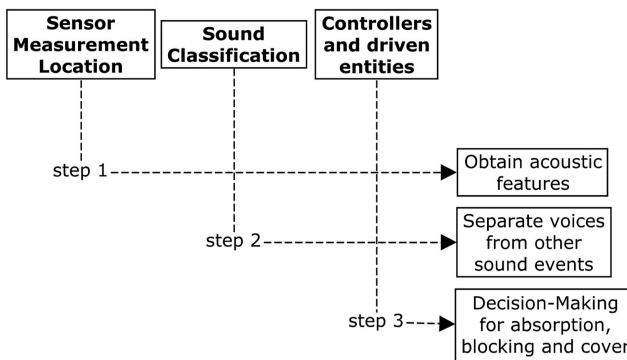 Sensor
Measurement
Location
Sound
Classification
Controllers
and driven
entities
step 1
Obtain acoustic
features
step 2
Separate voices
from other
sound events
step 3
Decision-Making
for absorption,
blocking and cover